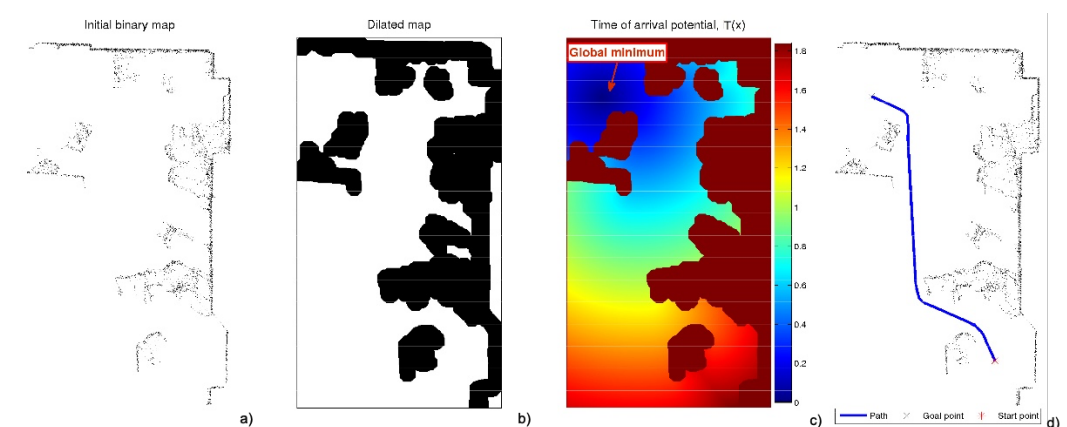 Initial binary map
Dilated map
Time of arrival potential, T(x)
Global minimum
1.8
1.6
1.4
1.2
1
0.8
0.6
0.4
0.2
0
a)
b)
c)
d)
Path
Goal point
Start point